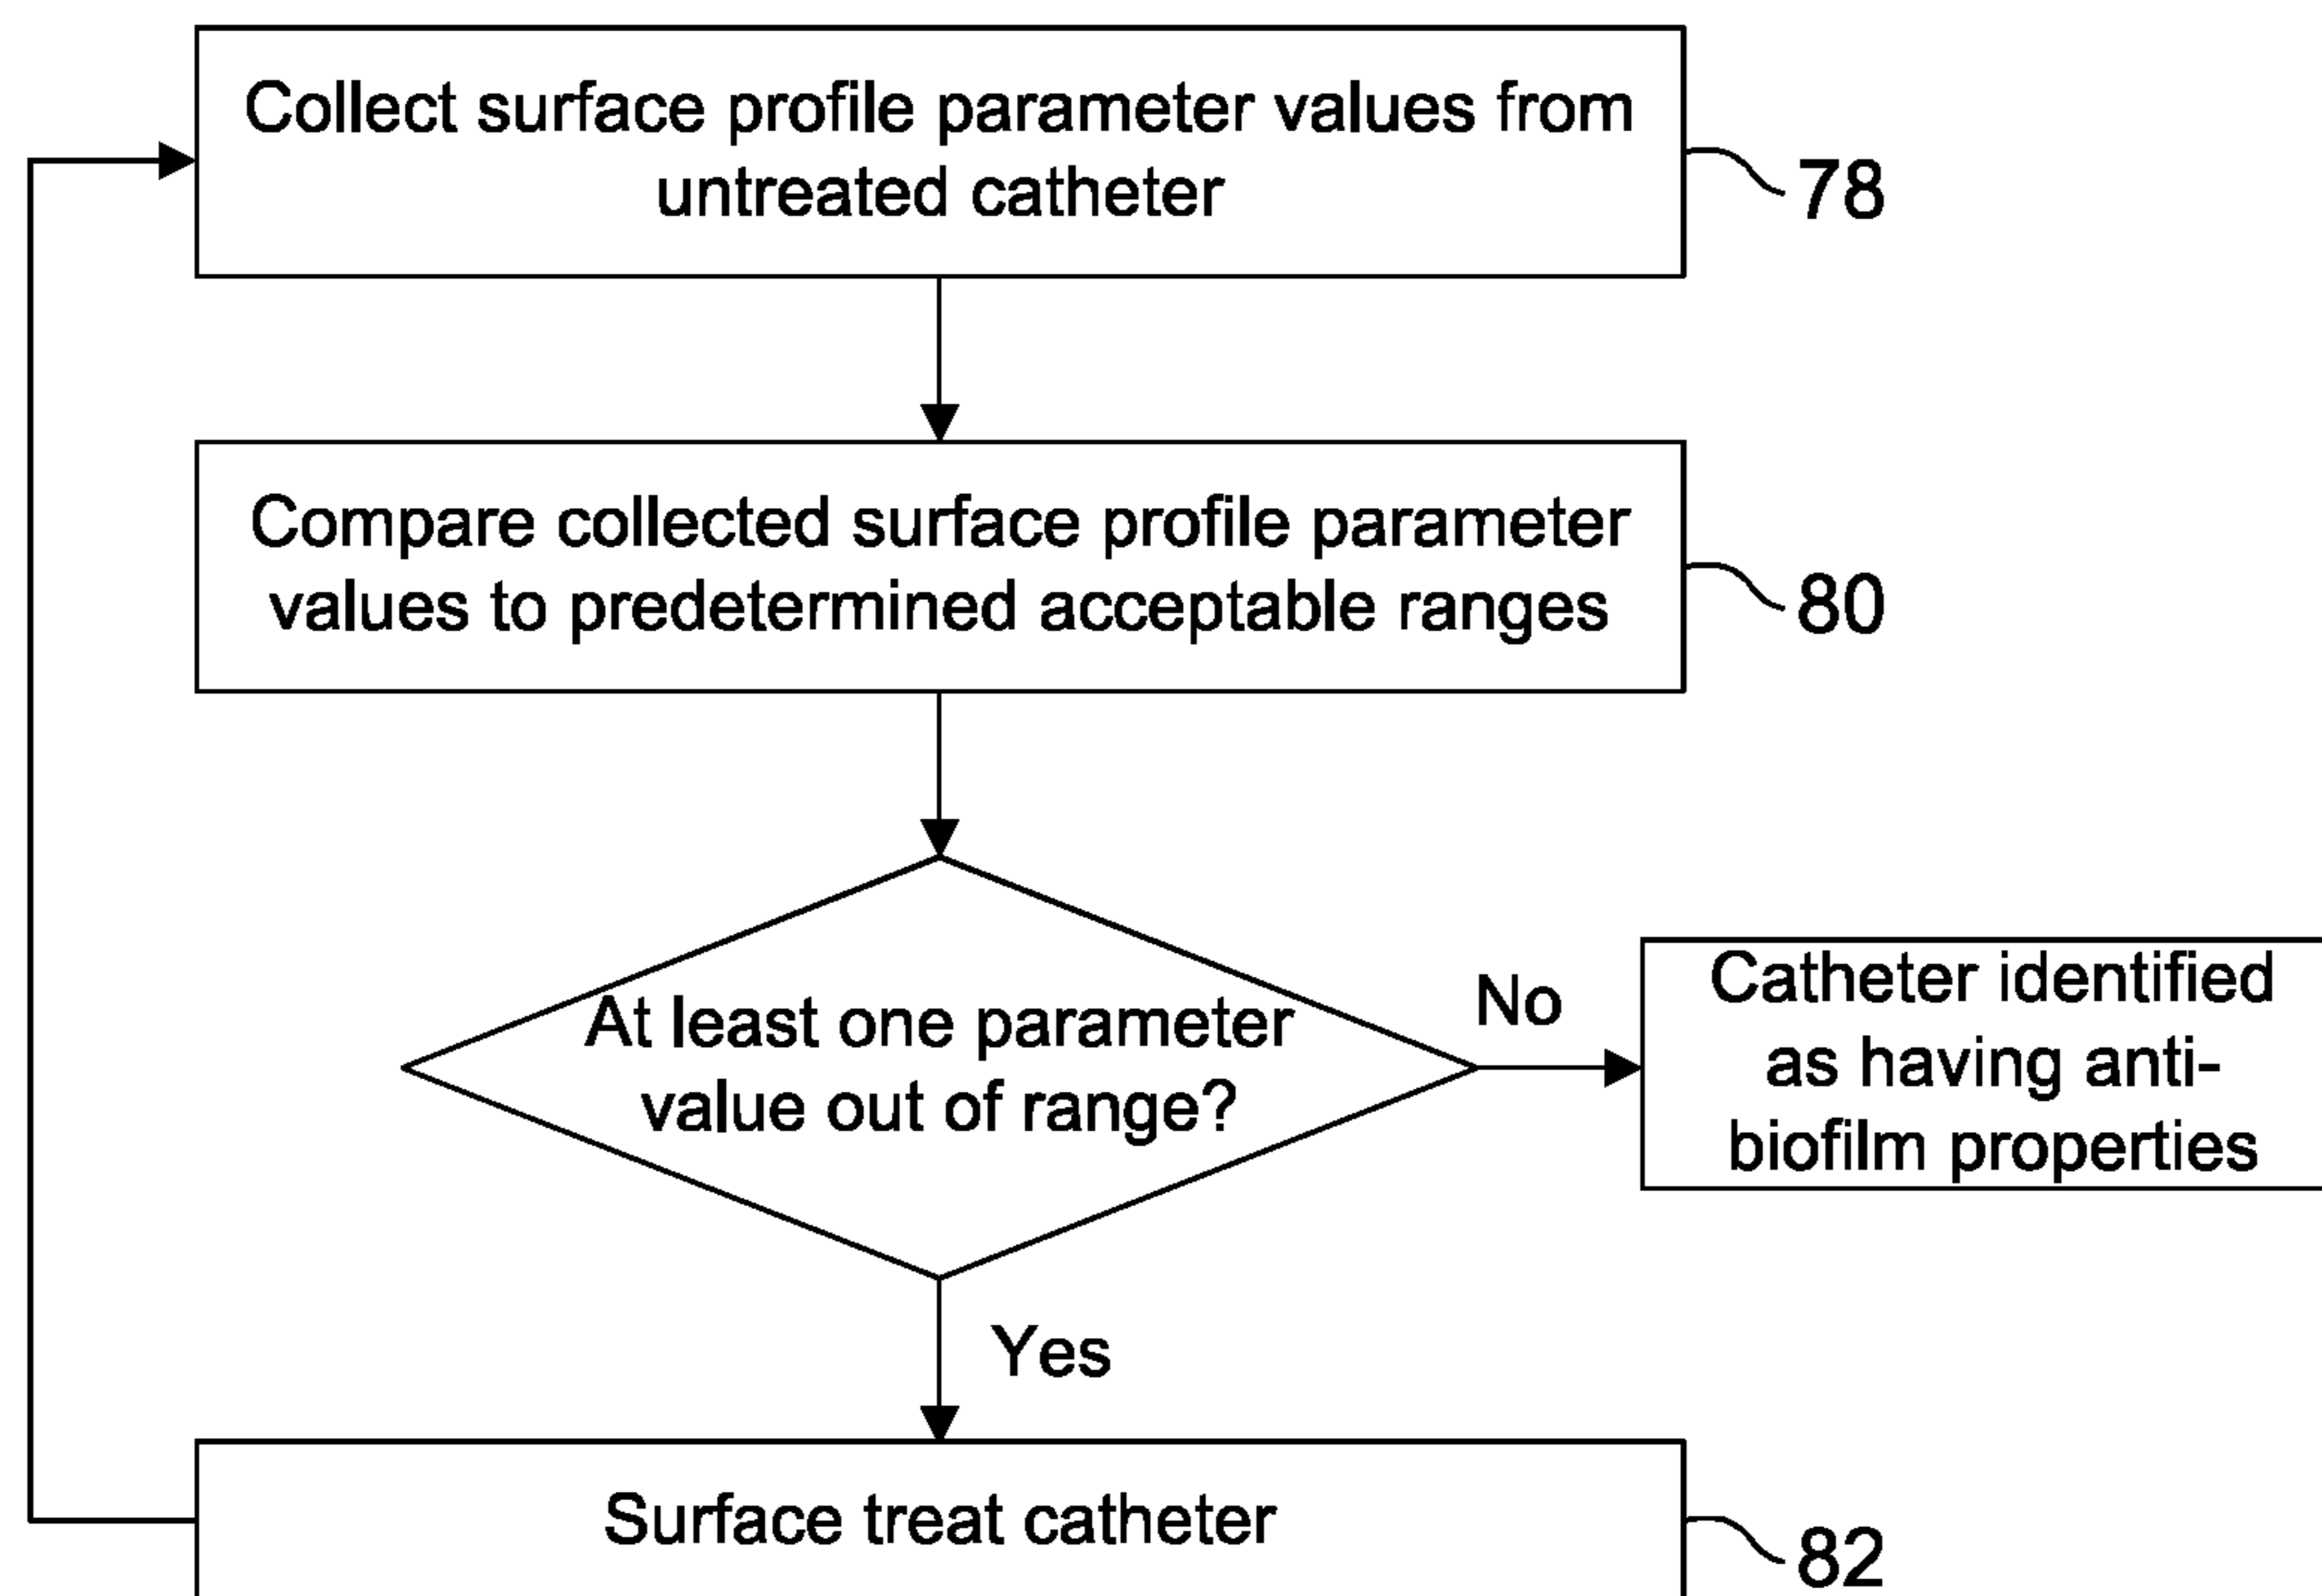 Collect surface profile parameter values from
untreated catheter
78
Compare collected surface profile parameter
values to predetermined acceptable ranges
80
At least one parameter
value out of range?
No
Catheter identified
as having anti-
biofilm properties
Yes
Surface treat catheter
82